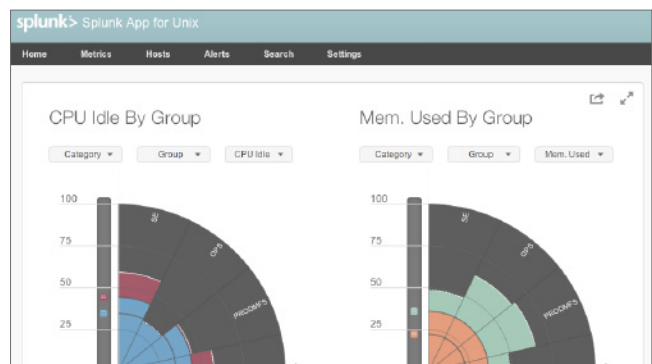 splunk> Splunk App for Unix
Home Metrics Hosts Alerts Search Settings
CPU Idle By Group
Mem. Used By Group
Category Group CPU Idle
Category Group Mem. Used
100
75
50
25
SE
OPS
PRODMFS
100
75
50
25
SE
OPS
PRODMFS